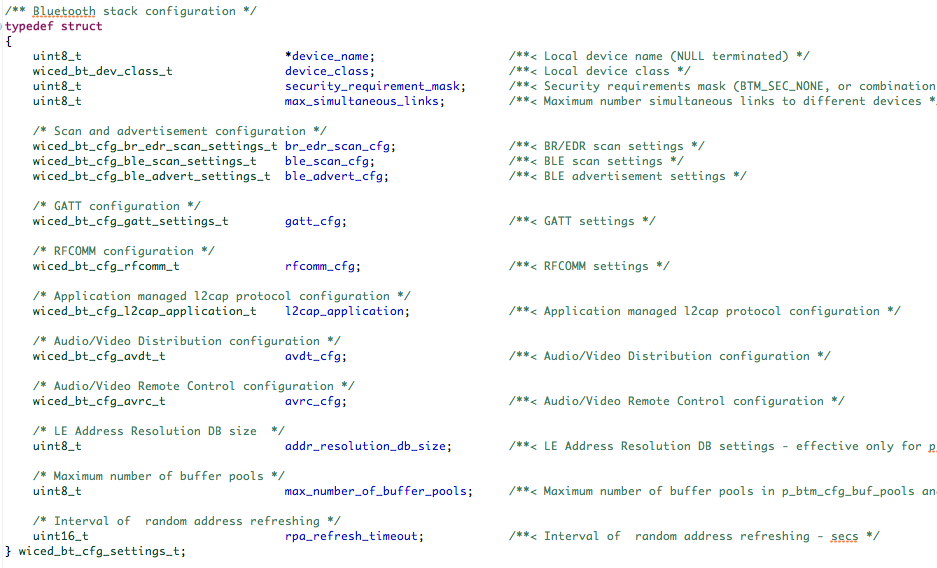 /** Bluetooth stack configuration */
typedef struct
{
    uint8_t                             *device_name;                   /**< Local device name (NULL terminated) */
    wiced_bt_dev_class_t                device_class;                   /**< Local device class */
    uint8_t                             security_requirement_mask;      /**< Security requirements mask (BTM_SEC_NONE, or combination
    uint8_t                             max_simultaneous_links;         /**< Maximum number simultaneous links to different devices *

    /* Scan and advertisement configuration */
    wiced_bt_cfg_br_edr_scan_settings_t br_edr_scan_cfg;                /**< BR/EDR scan settings */
    wiced_bt_cfg_ble_scan_settings_t    ble_scan_cfg;                   /**< BLE scan settings */
    wiced_bt_cfg_ble_advert_settings_t  ble_advert_cfg;                 /**< BLE advertisement settings */

    /* GATT configuration */
    wiced_bt_cfg_gatt_settings_t        gatt_cfg;                       /**< GATT settings */

    /* RFCOMM configuration */
    wiced_bt_cfg_rfcomm_t               rfcomm_cfg;                     /**< RFCOMM settings */

    /* Application managed l2cap protocol configuration */
    wiced_bt_cfg_l2cap_application_t    l2cap_application;              /**< Application managed l2cap protocol configuration */

    /* Audio/Video Distribution configuration */
    wiced_bt_cfg_avdt_t                 avdt_cfg;                       /**< Audio/Video Distribution configuration */

    /* Audio/Video Remote Control configuration */
    wiced_bt_cfg_avrc_t                 avrc_cfg;                       /**< Audio/Video Remote Control configuration */

    /* LE Address Resolution DB size  */
    uint8_t                             addr_resolution_db_size;        /**< LE Address Resolution DB settings - effective only for p

    /* Maximum number of buffer pools */
    uint8_t                             max_number_of_buffer_pools;     /**< Maximum number of buffer pools in p_btm_cfg_buf_pools an

    /* Interval of  random address refreshing */
    uint16_t                            rpa_refresh_timeout;            /**< Interval of  random address refreshing - secs */
} wiced_bt_cfg_settings_t;